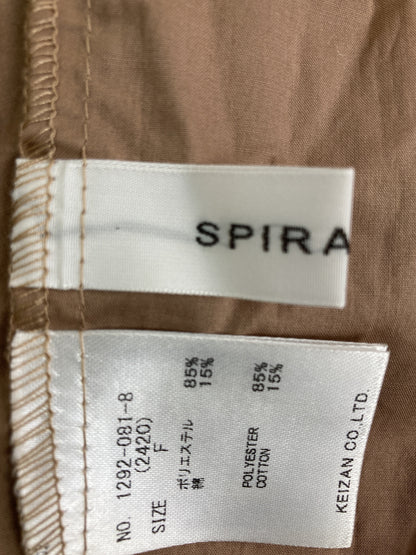 SPIRA
NO. 1292-081-8
(2420)
SIZE F
ポリエステル 85%
綿 15%
POLYESTER 85%
COTTON 15%
KEIZAN CO.,LTD.